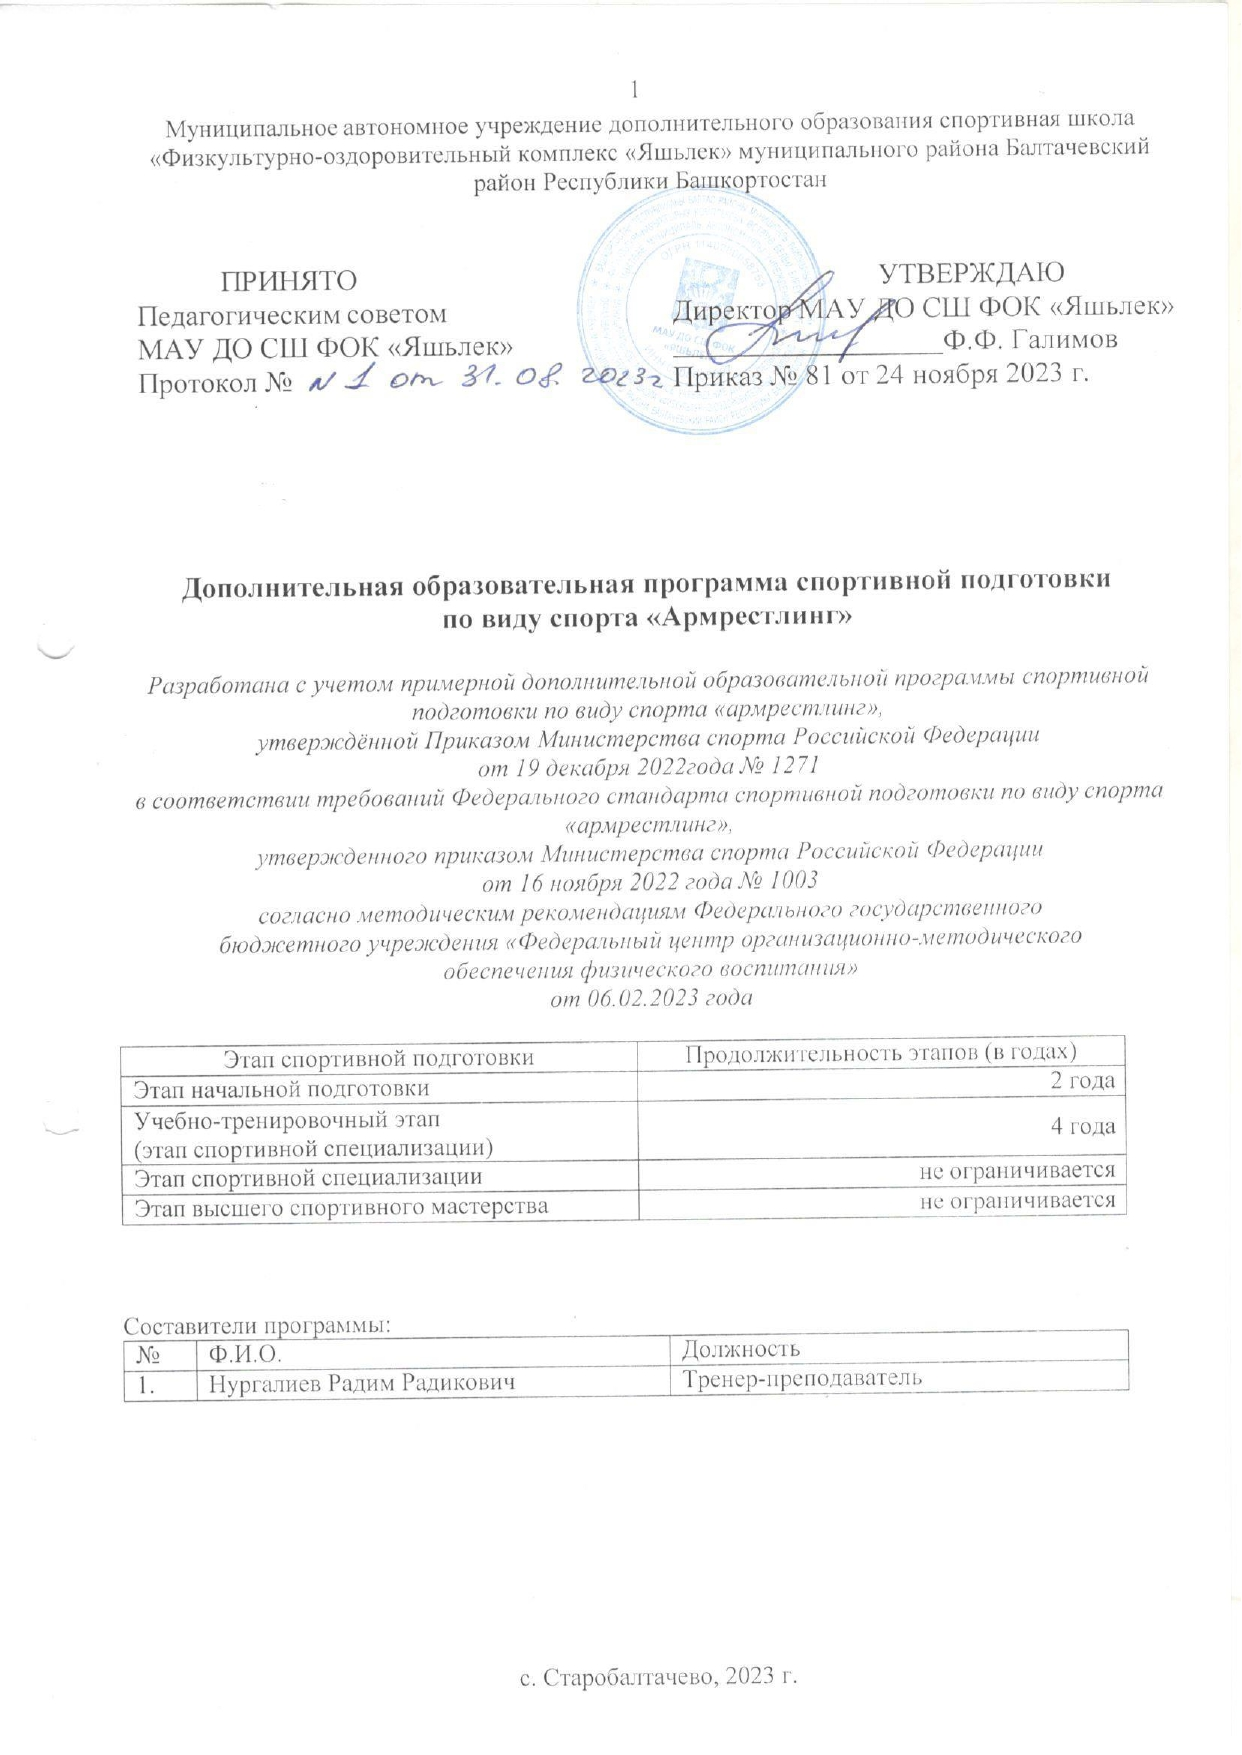 1
Муниципальное автономное учреждение дополнительного образования спортивная школа
«Физкультурно-оздоровительный комплекс «Яшьлек» муниципального района Балтачевский
район Республики Башкортостан
ПРИНЯТО
Педагогическим советом
МАУ ДО СШ ФОК «Яшьлек»
Протокол № N 1 от 31.08.2023г
УТВЕРЖДАЮ
Директор МАУ ДО СШ ФОК «Яшьлек»
____________________Ф.Ф. Галимов
Приказ № 81 от 24 ноября 2023 г.
МАУ ДО СШ ФОК
Дополнительная образовательная программа спортивной подготовки
по виду спорта «Армрестлинг»
Разработана с учетом примерной дополнительной образовательной программы спортивной
подготовки по виду спорта «армрестлинг»,
утверждённой Приказом Министерства спорта Российской Федерации
от 19 декабря 2022года № 1271
в соответствии требований Федерального стандарта спортивной подготовки по виду спорта
«армрестлинг»,
утвержденного приказом Министерства спорта Российской Федерации
от 16 ноября 2022 года № 1003
согласно методическим рекомендациям Федерального государственного
бюджетного учреждения «Федеральный центр организационно-методического
обеспечения физического воспитания»
от 06.02.2023 года
Этап спортивной подготовки Продолжительность этапов (в годах)
Этап начальной подготовки 2 года
Учебно-тренировочный этап
(этап спортивной специализации) 4 года
Этап спортивной специализации не ограничивается
Этап высшего спортивного мастерства не ограничивается
Составители программы:
№ Ф.И.О. Должность
1. Нургалиев Радим Радикович Тренер-преподаватель
с. Старобалтачево, 2023 г.